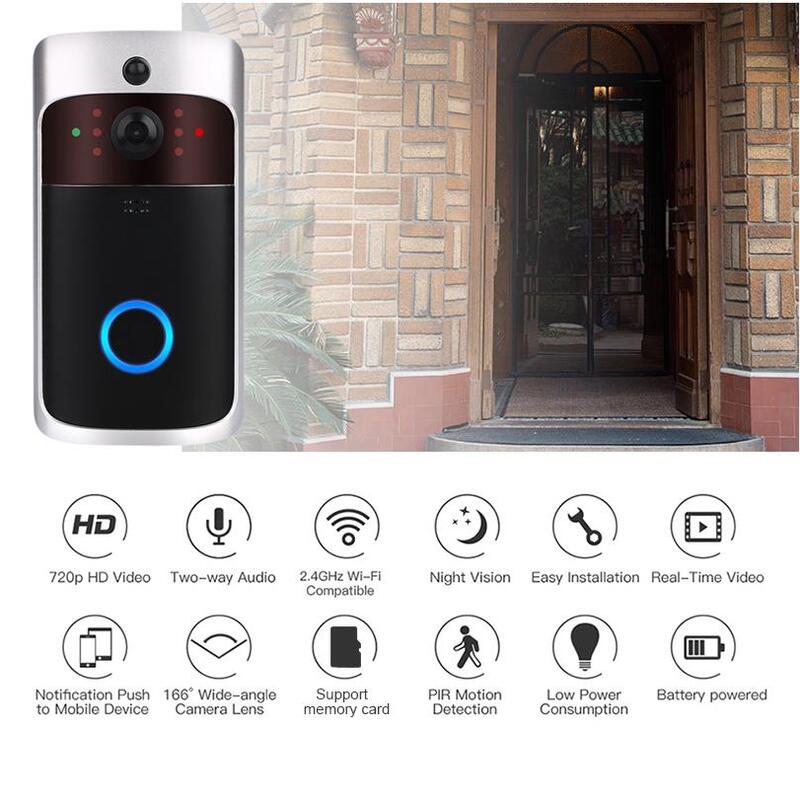 HD
720p HD Video
Two-way Audio
2.4GHz Wi-Fi
Compatible
Night Vision
Easy Installation
Real-Time Video
Notification Push
to Mobile Device
166° Wide-angle
Camera Lens
Support
memory card
PIR Motion
Detection
Low Power
Consumption
Battery powered